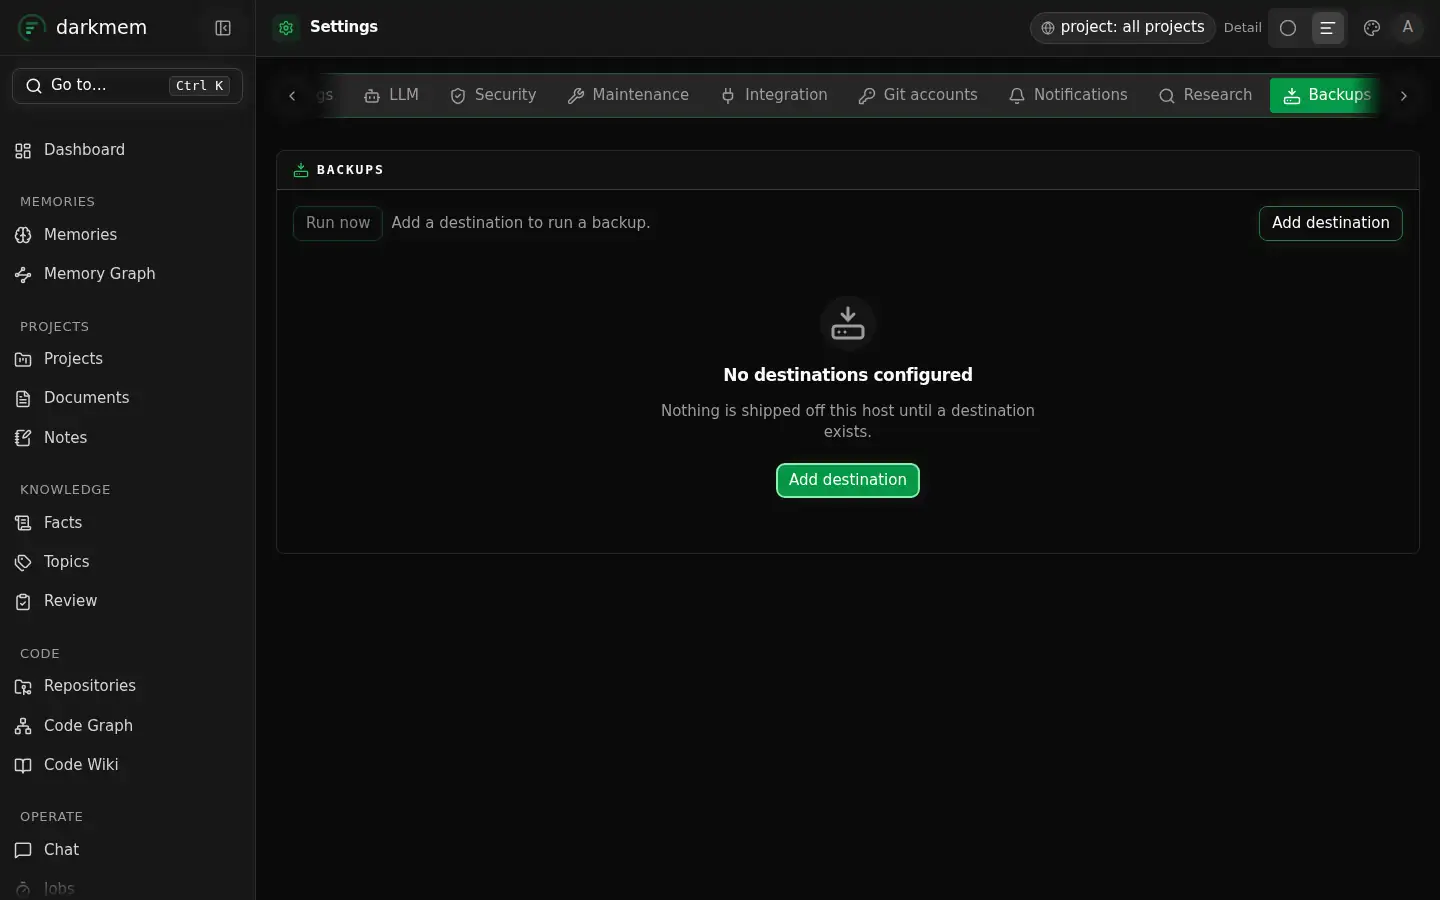 darkmem
Settings
project: all projects
Detail
A
Go to...
Ctrl K
gs
LLM
Security
Maintenance
Integration
Git accounts
Notifications
Research
Backups
Dashboard
MEMORIES
Memories
Memory Graph
PROJECTS
Projects
Documents
Notes
KNOWLEDGE
Facts
Topics
Review
CODE
Repositories
Code Graph
Code Wiki
OPERATE
Chat
Jobs
BACKUPS
Run now
Add a destination to run a backup.
Add destination
No destinations configured
Nothing is shipped off this host until a destination
exists.
Add destination